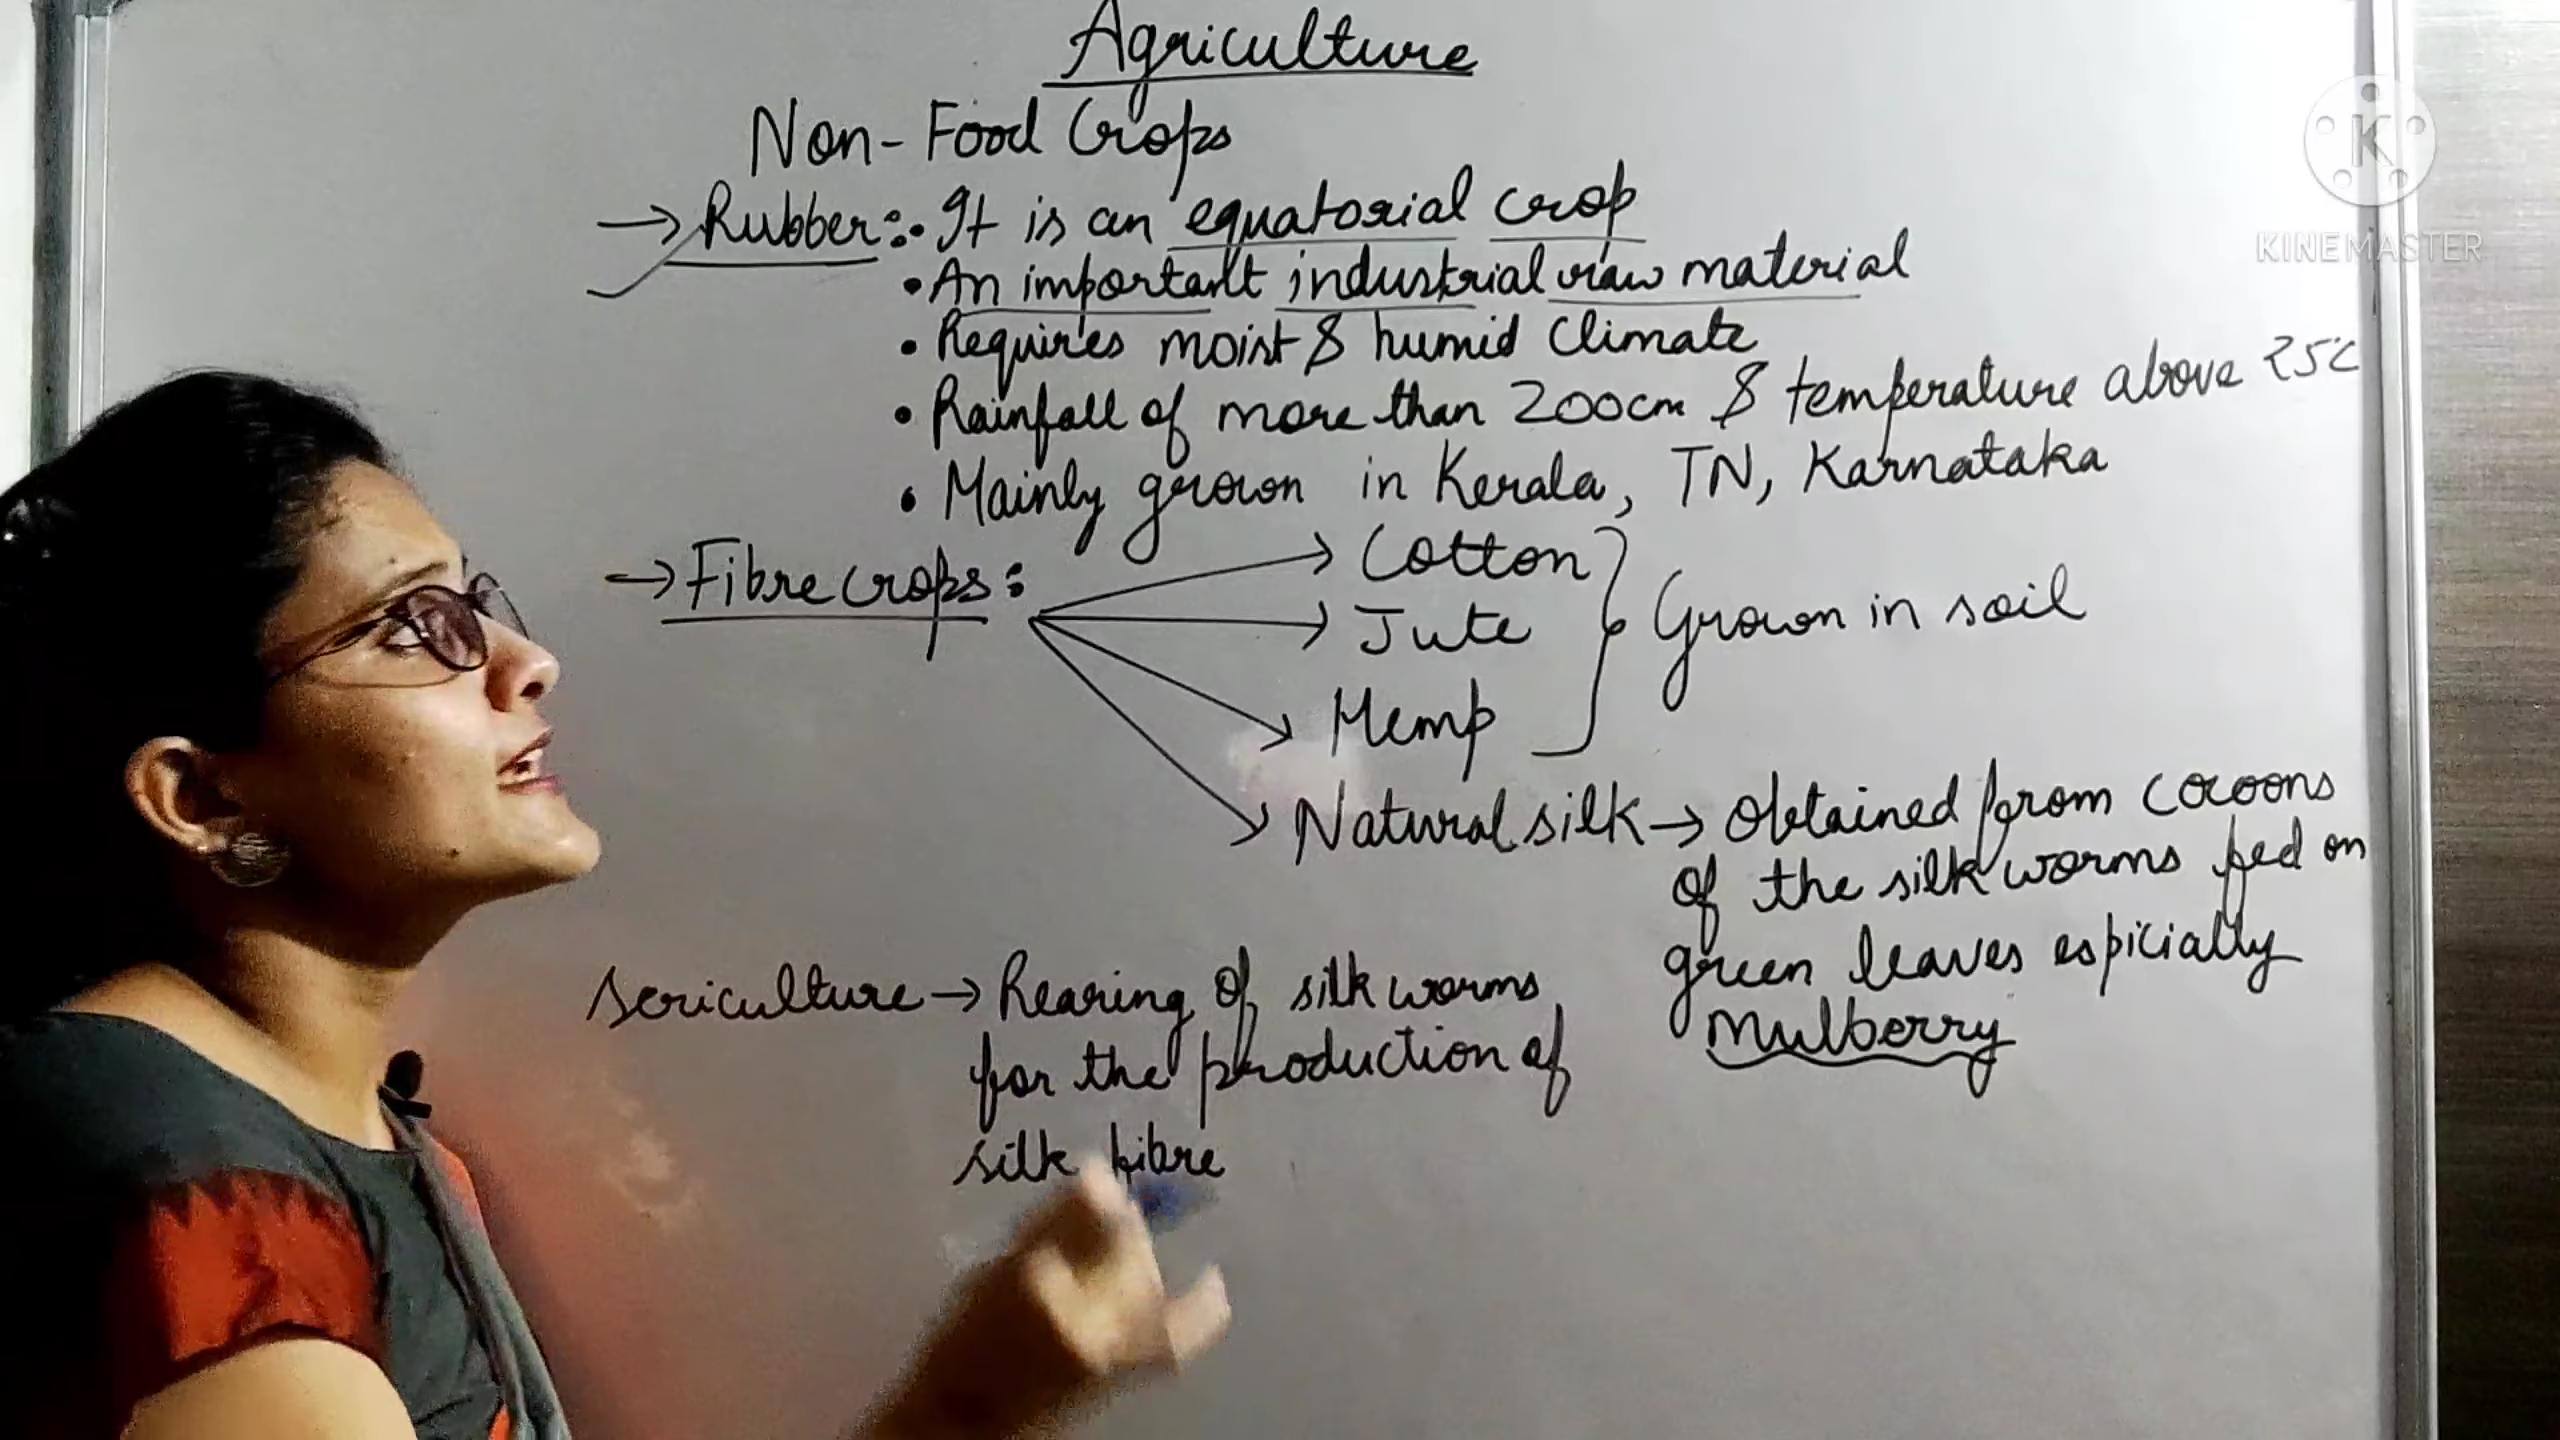 Agriculture
Non-Food Crops
→ Rubber:• It is an equatorial crop
• An important industrial raw material
• Requires moist & humid climate
• Rainfall of more than 200cm & temperature above 25°C
• Mainly grown in Kerala, TN, Karnataka
→ Fibre crops:
Cotton
Jute
Hemp
Grown in soil
Natural silk → Obtained from cocoons
of the silk worms fed on
green leaves espicially
Mulberry
sericulture → Rearing of silk worms
for the production of
silk fibre
K
KINEMASTER